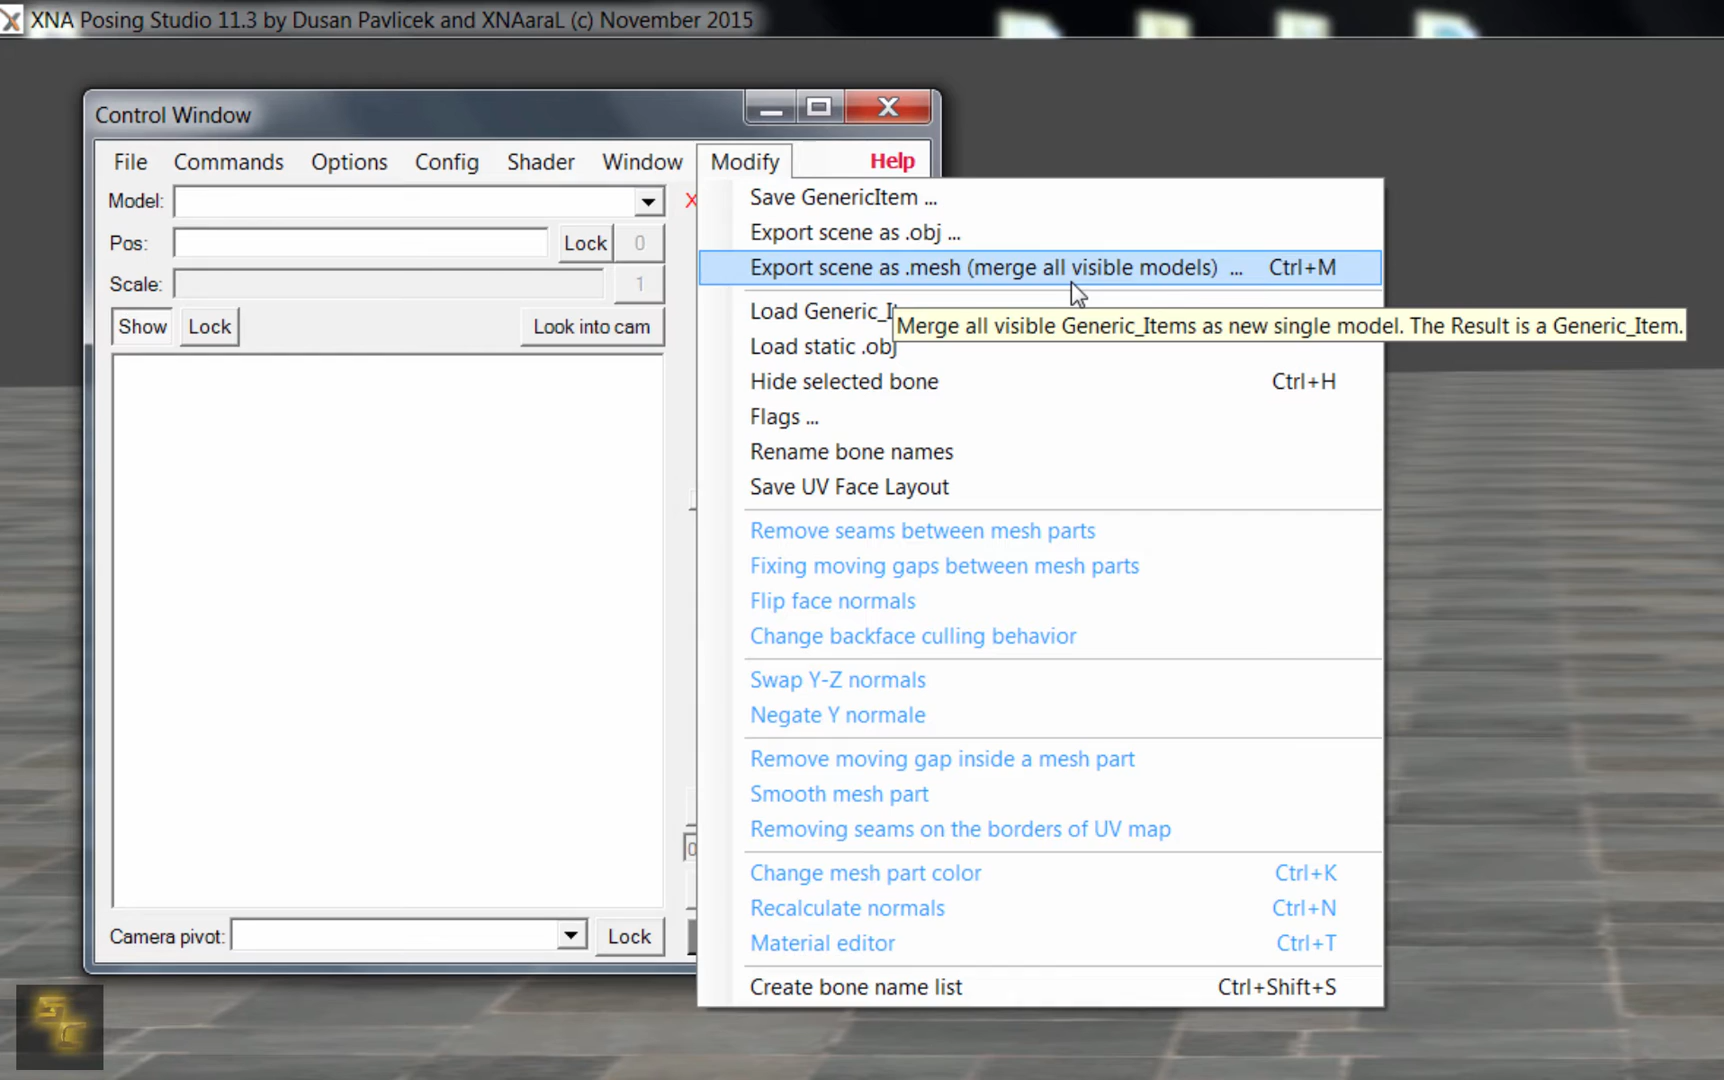 XNA Posing Studio 11.3 by Dusan Pavlicek and XNAaraL (c) November 2015
Control Window
File Commands Options Config Shader Window Modify Help
Model:
X
Pos: Lock 0
Scale: 1
Show Lock Look into cam
Save GenericItem ...
Export scene as .obj ...
Export scene as .mesh (merge all visible models) ... Ctrl+M
Load Generic_It
Merge all visible Generic_Items as new single model. The Result is a Generic_Item.
Load static .obj
Hide selected bone Ctrl+H
Flags ...
Rename bone names
Save UV Face Layout
Remove seams between mesh parts
Fixing moving gaps between mesh parts
Flip face normals
Change backface culling behavior
Swap Y-Z normals
Negate Y normale
Remove moving gap inside a mesh part
Smooth mesh part
Removing seams on the borders of UV map
0
Change mesh part color Ctrl+K
Recalculate normals Ctrl+N
Material editor Ctrl+T
Create bone name list Ctrl+Shift+S
Camera pivot: Lock
SC